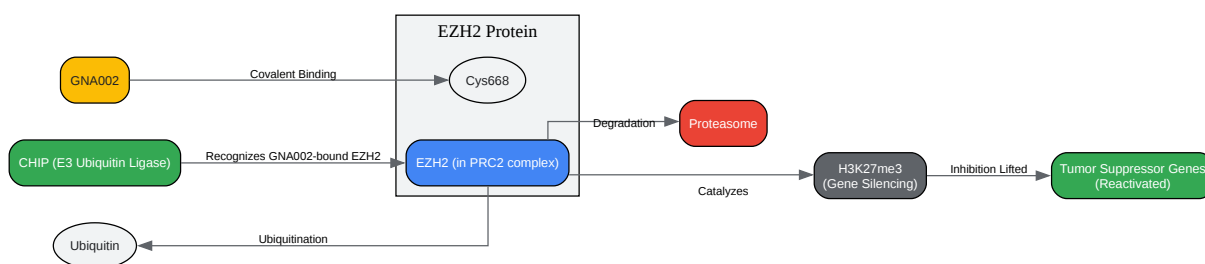 EZH2 Protein
GNA002
Covalent Binding
Cys668
Degradation
Proteasome
CHIP (E3 Ubiquitin Ligase)
Recognizes GNA002-bound EZH2
EZH2 (in PRC2 complex)
Catalyzes
H3K27me3
(Gene Silencing)
Inhibition Lifted
Tumor Suppressor Genes
(Reactivated)
Ubiquitin
Ubiquitination